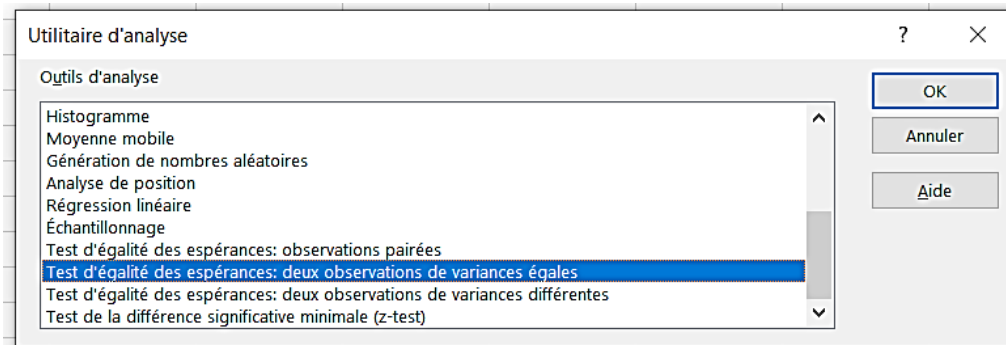 Utilitaire d'analyse ? ×
Outils d'analyse
Histogramme
Moyenne mobile
Génération de nombres aléatoires
Analyse de position
Régression linéaire
Échantillonnage
Test d'égalité des espérances: observations pairées
Test d'égalité des espérances: deux observations de variances égales
Test d'égalité des espérances: deux observations de variances différentes
Test de la différence significative minimale (z-test)
OK
Annuler
Aide